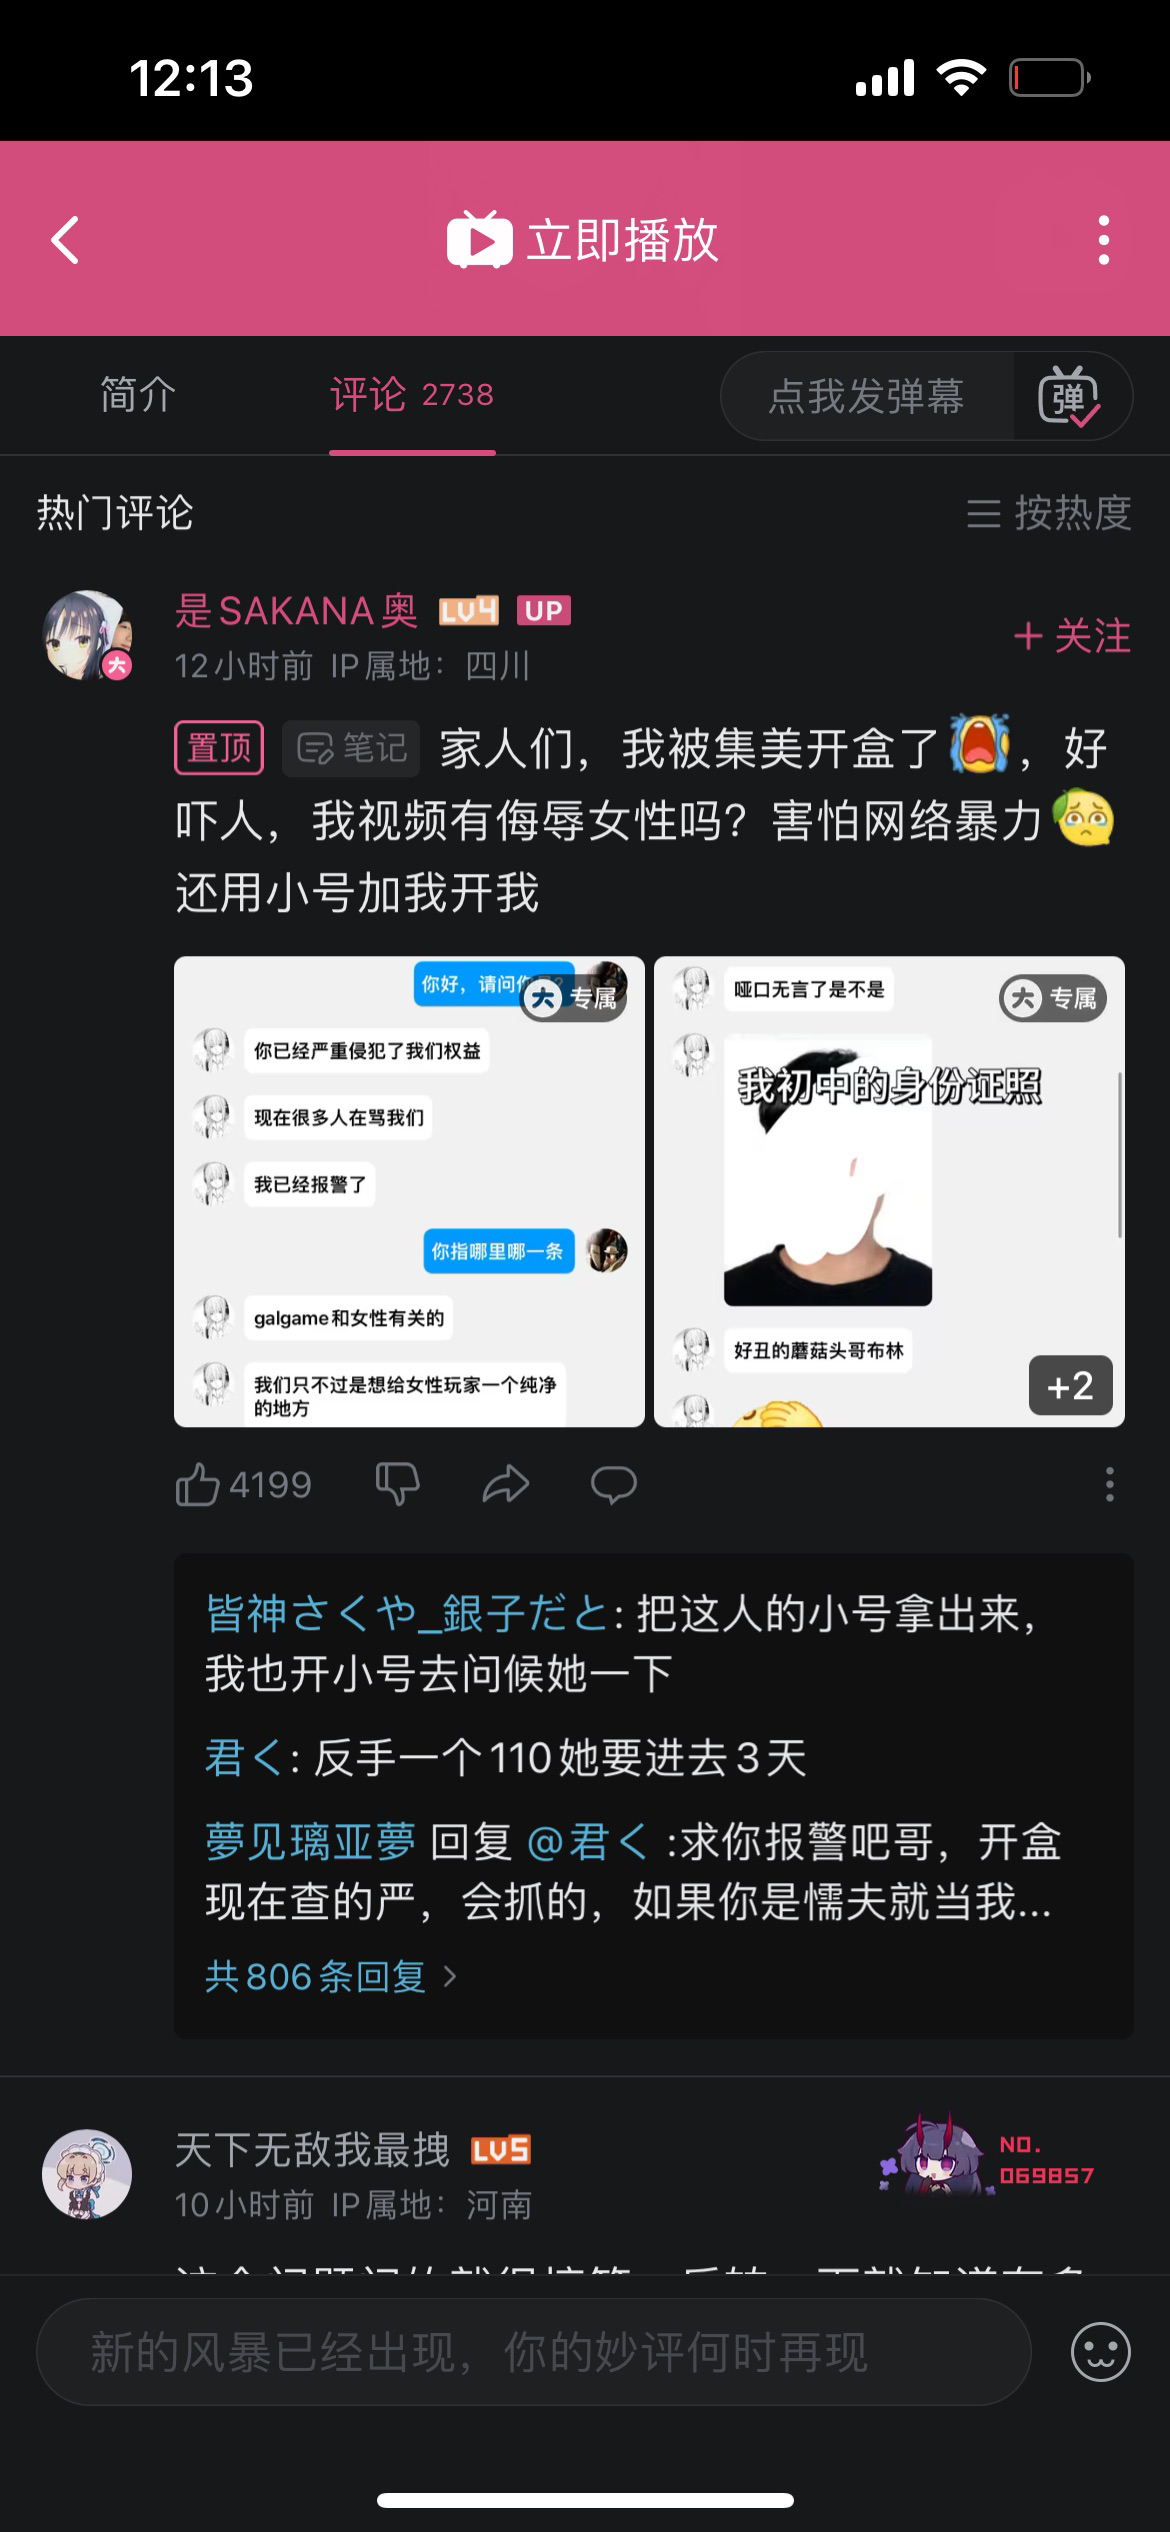 12:13
立即播放
简介
评论 2738
点我发弹幕
弹
热门评论
按热度
是SAKANA奥 LV4 UP
+ 关注
12小时前 IP属地：四川
置顶 笔记 家人们，我被集美开盒了，好
吓人，我视频有侮辱女性吗？害怕网络暴力
还用小号加我开我
你好，请问
大 专属
你已经严重侵犯了我们权益
现在很多人在骂我们
我已经报警了
你指哪里哪一条
galgame和女性有关的
我们只不过是想给女性玩家一个纯净
的地方
哑口无言了是不是
大 专属
我初中的身份证照
好丑的蘑菇头哥布林
+2
4199
皆神さくや_銀子だと: 把这人的小号拿出来，
我也开小号去问候她一下
君く: 反手一个110她要进去3天
夢见璃亚夢 回复 @君く :求你报警吧哥，开盒
现在查的严，会抓的，如果你是懦夫就当我...
共806条回复
天下无敌我最拽 LV5
NO.
069857
10小时前 IP属地：河南
新的风暴已经出现，你的妙评何时再现